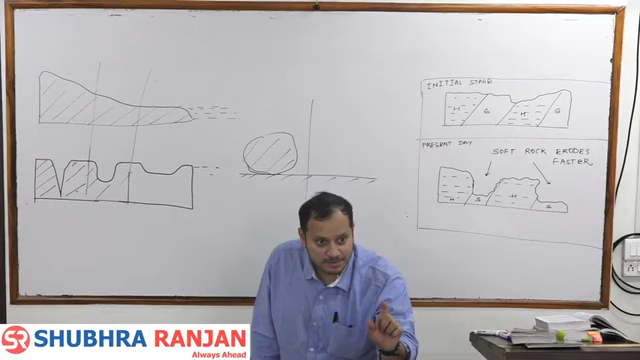 INITIAL STAGE
H S H S
PRESENT DAY
SOFT ROCK ERODES
FASTER
H S H S
SR SHUBHRA RANJAN
Always Ahead